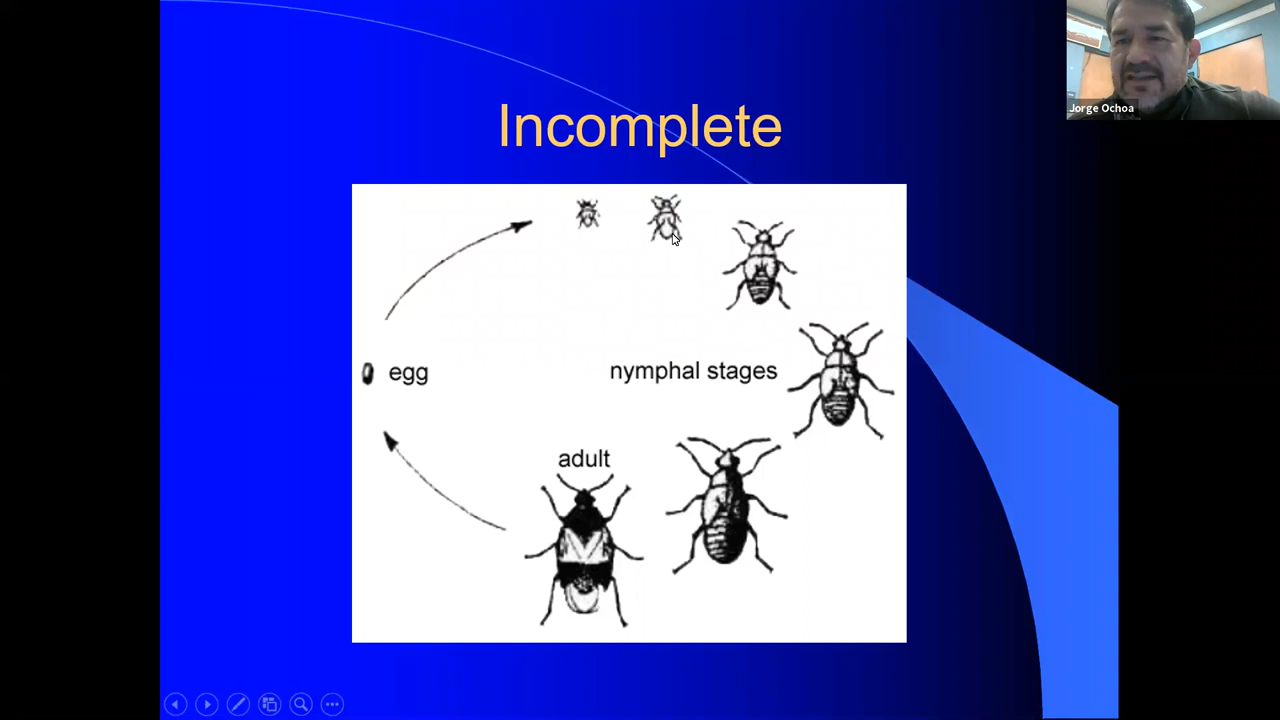 Jorge Ochoa
Incomplete
egg
nymphal stages
adult